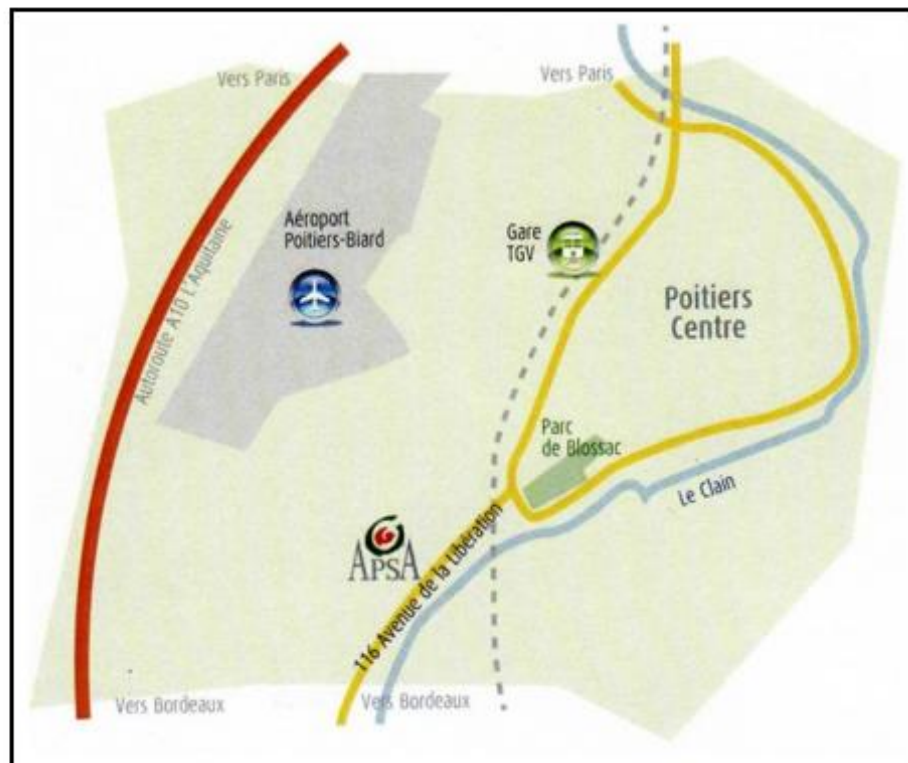 Vers Paris
Vers Paris
Aéroport
Poitiers-Biard
Gare
TGV
Autoroute A10 L'Aquitaine
Poitiers
Centre
Parc
de Blossac
Le Clain
APSA
116 Avenue de la Libération
Vers Bordeaux
Vers Bordeaux